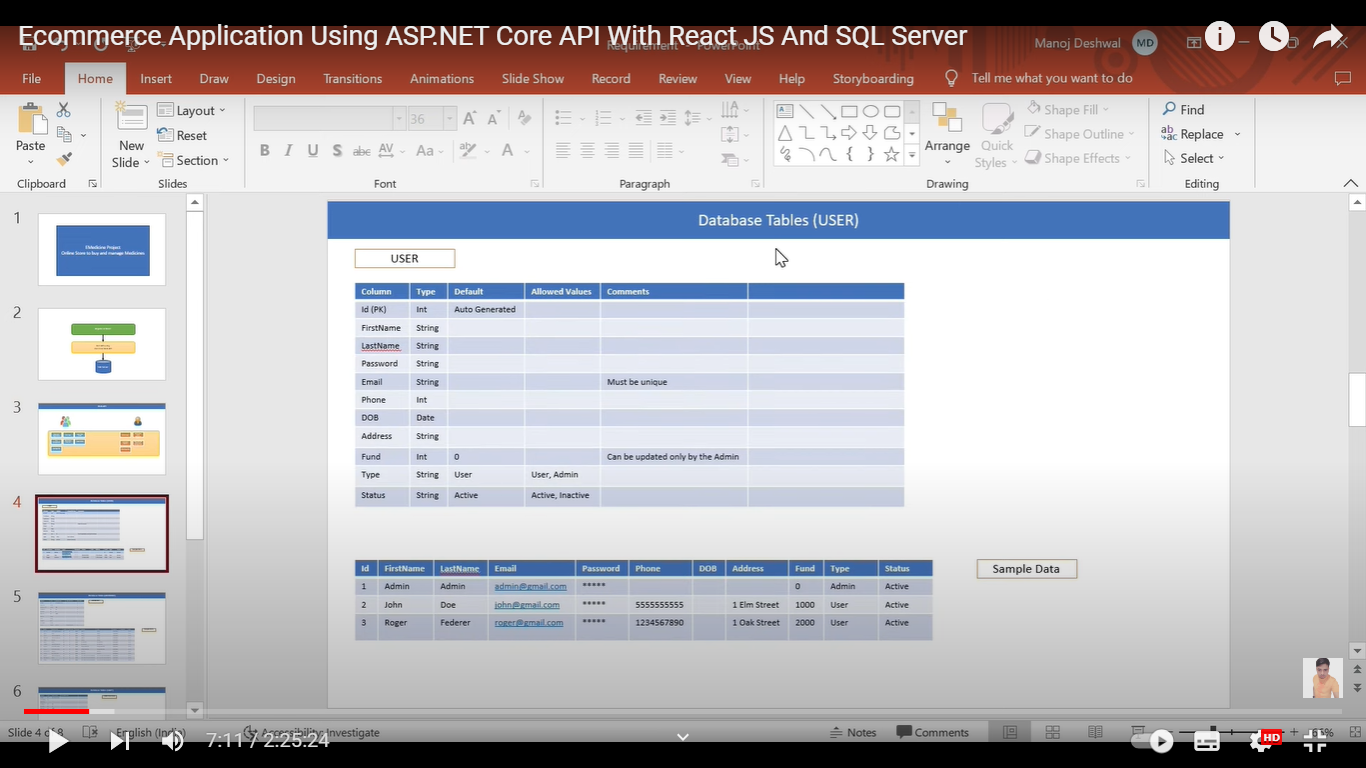 Ecommerce Application Using ASP.NET Core API With React JS And SQL Server
Requirement - PowerPoint
Manoj Deshwal MD
File Home Insert Draw Design Transitions Animations Slide Show Record Review View Help Storyboarding Tell me what you want to do
Paste
New Slide
Layout
Reset
Section
36
B I U S abc AV Aa A
Arrange
Quick Styles
Shape Fill
Shape Outline
Shape Effects
Find
Replace
Select
Clipboard Slides Font Paragraph Drawing Editing
1
EMedicine Project
Online Store to buy and manage Medicines
2
3
4
5
6
Database Tables (USER)
USER
Column Type Default Allowed Values Comments
Id (PK) Int Auto Generated
FirstName String
LastName String
Password String
Email String Must be unique
Phone Int
DOB Date
Address String
Fund Int 0 Can be updated only by the Admin
Type String User User, Admin
Status String Active Active, Inactive
Id FirstName LastName Email Password Phone DOB Address Fund Type Status
1 Admin Admin admin@gmail.com ***** 0 Admin Active
2 John Doe john@gmail.com ***** 5555555555 1 Elm Street 1000 User Active
3 Roger Federer roger@gmail.com ***** 1234567890 1 Oak Street 2000 User Active
Sample Data
Slide 4 of 8 English (India) Accessibility: Investigate Notes Comments
7:11 / 2:25:24
HD